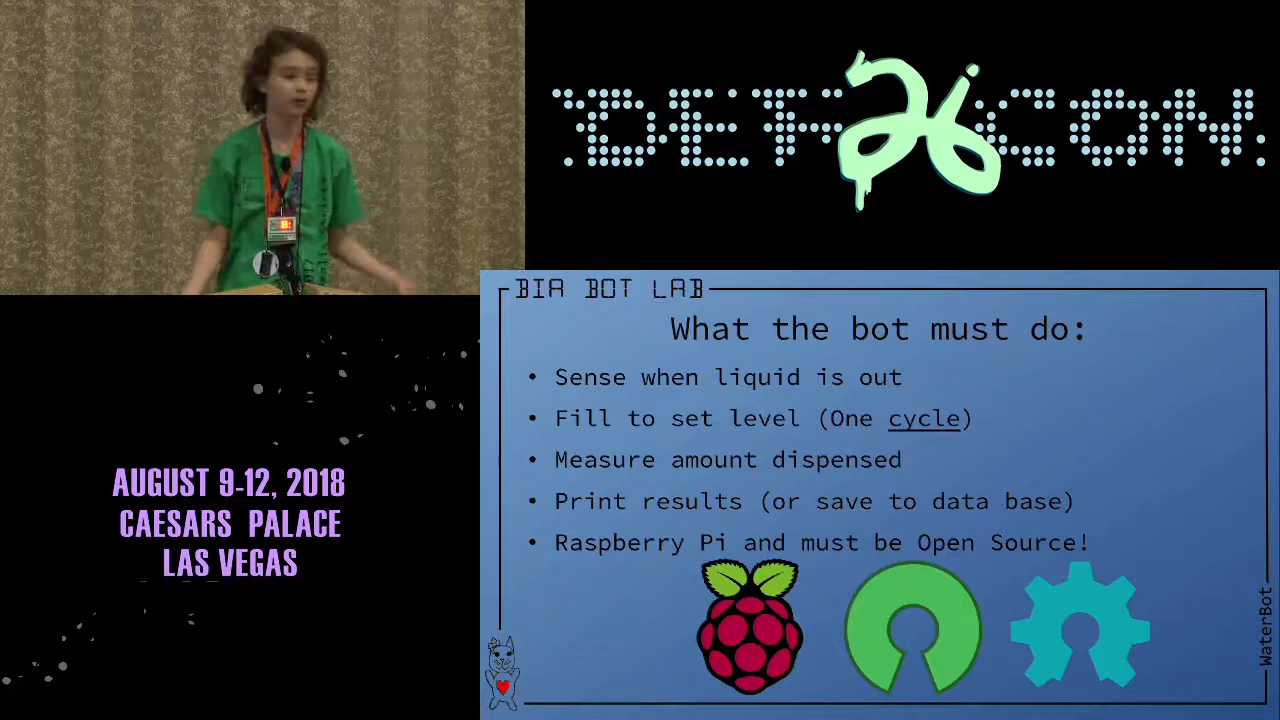 DEF CON
26
BIA BOT LAB
What the bot must do:
• Sense when liquid is out
• Fill to set level (One cycle)
• Measure amount dispensed
• Print results (or save to data base)
• Raspberry Pi and must be Open Source!
WaterBot
AUGUST 9-12, 2018
CAESARS PALACE
LAS VEGAS